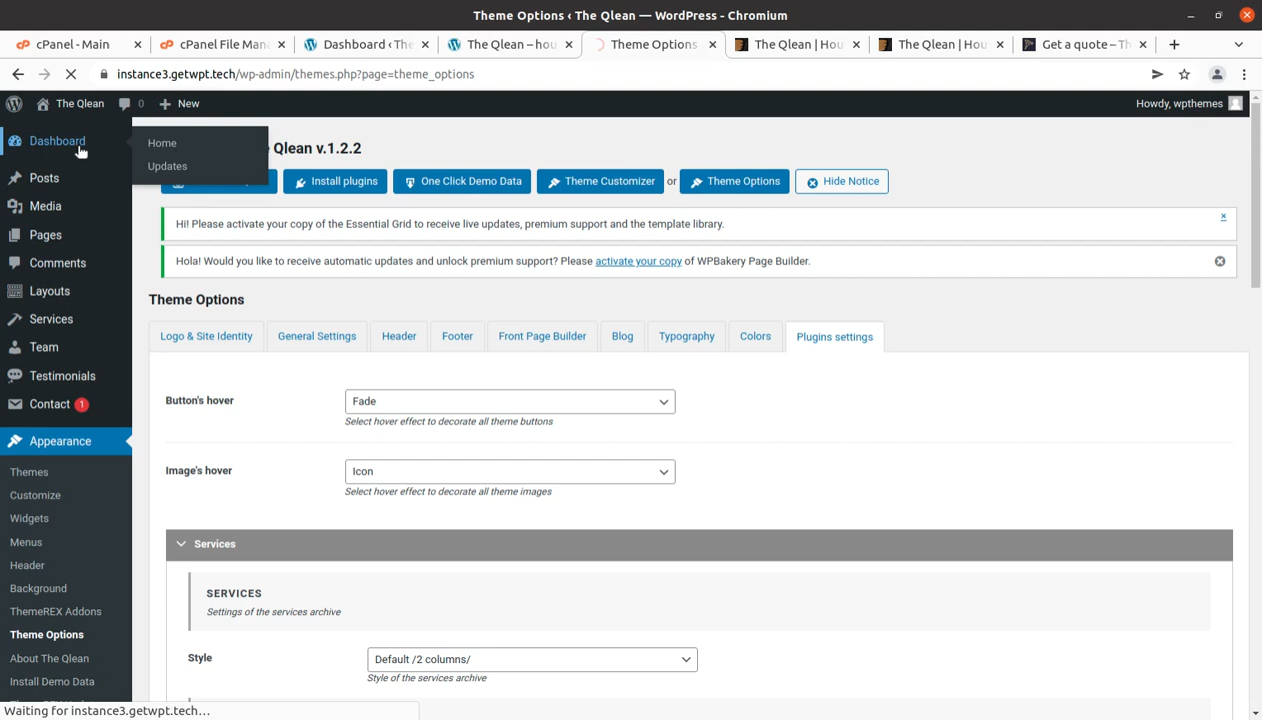 Theme Options ‹ The Qlean — WordPress - Chromium
cPanel - Main
cPanel File Man
Dashboard ‹ The
The Qlean – hou
Theme Options
The Qlean | Hou
The Qlean | Hou
Get a quote – Th
instance3.getwpt.tech/wp-admin/themes.php?page=theme_options
The Qlean
0
New
Howdy, wpthemes
Dashboard
Home
Updates
Posts
Media
Pages
Comments
Layouts
Services
Team
Testimonials
Contact 1
Appearance
Themes
Customize
Widgets
Menus
Header
Background
ThemeREX Addons
Theme Options
About The Qlean
Install Demo Data
Qlean v.1.2.2
Install plugins
One Click Demo Data
Theme Customizer
or
Theme Options
Hide Notice
Hi! Please activate your copy of the Essential Grid to receive live updates, premium support and the template library.
Hola! Would you like to receive automatic updates and unlock premium support? Please activate your copy of WPBakery Page Builder.
Theme Options
Logo & Site Identity
General Settings
Header
Footer
Front Page Builder
Blog
Typography
Colors
Plugins settings
Button's hover
Fade
Select hover effect to decorate all theme buttons
Image's hover
Icon
Select hover effect to decorate all theme images
Services
SERVICES
Settings of the services archive
Style
Default /2 columns/
Style of the services archive
Waiting for instance3.getwpt.tech...